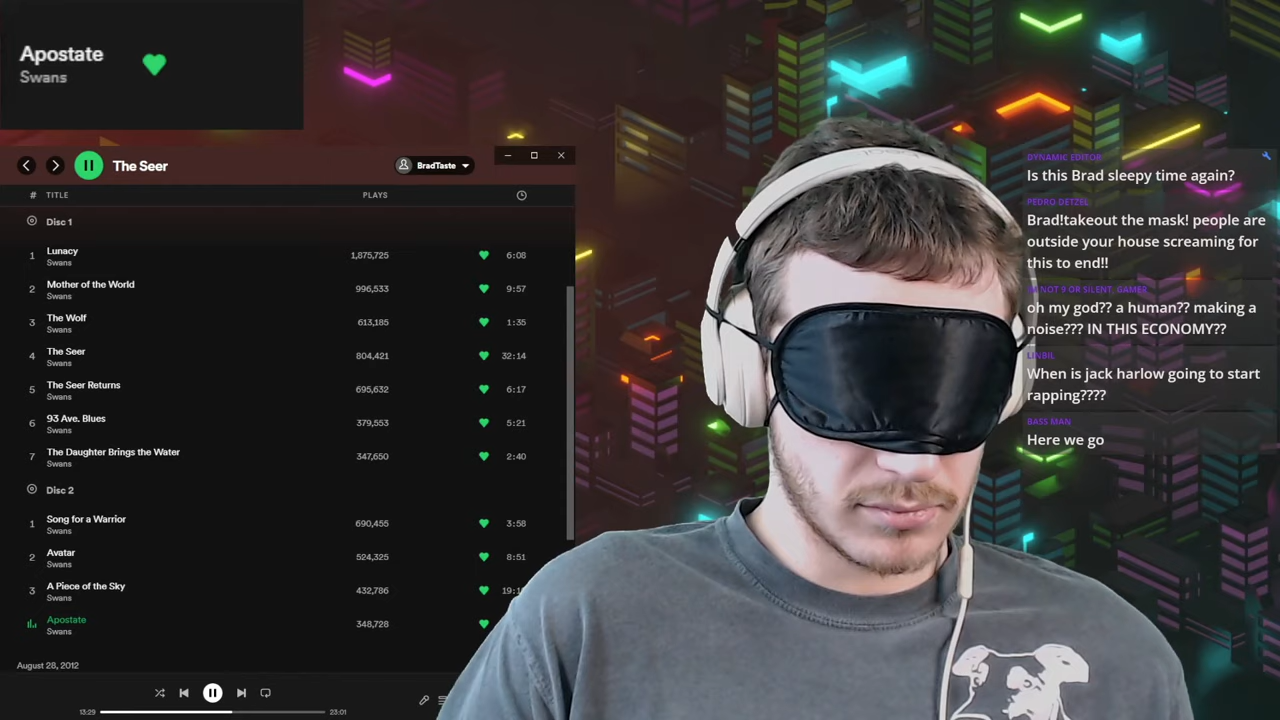 Apostate
Swans
The Seer
BradTaste
# TITLE PLAYS
Disc 1
1 Lunacy 1,875,725 6:08
Swans
2 Mother of the World 996,533 9:57
Swans
3 The Wolf 613,185 1:35
Swans
4 The Seer 804,421 32:14
Swans
5 The Seer Returns 695,632 6:17
Swans
6 93 Ave. Blues 379,553 5:21
Swans
7 The Daughter Brings the Water 347,650 2:40
Swans
Disc 2
1 Song for a Warrior 690,455 3:58
Swans
2 Avatar 524,325 8:51
Swans
3 A Piece of the Sky 432,786
Swans
Apostate 348,728
Swans
August 28, 2012
13:29 23:01
DYNAMIC EDITOR
Is this Brad sleepy time again?
PEDRO DETZEL
Brad!takeout the mask! people are
outside your house screaming for
this to end!!
NOT 9 OR SILENT_GAMER
oh my god?? a human?? making a
noise??? IN THIS ECONOMY??
LINBIL
When is jack harlow going to start
rapping????
BASS MAN
Here we go